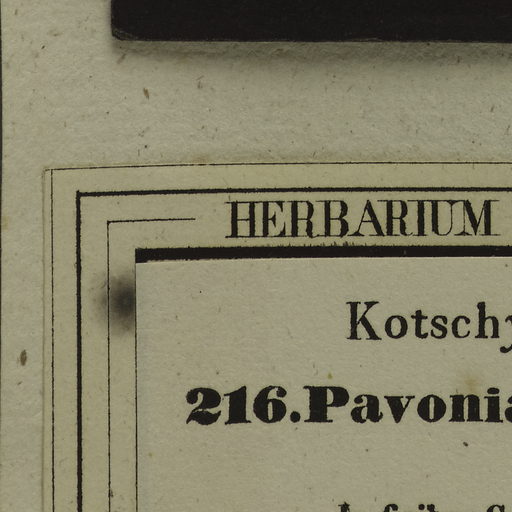 HERBARIUM
Kotschy
216. Pavonia